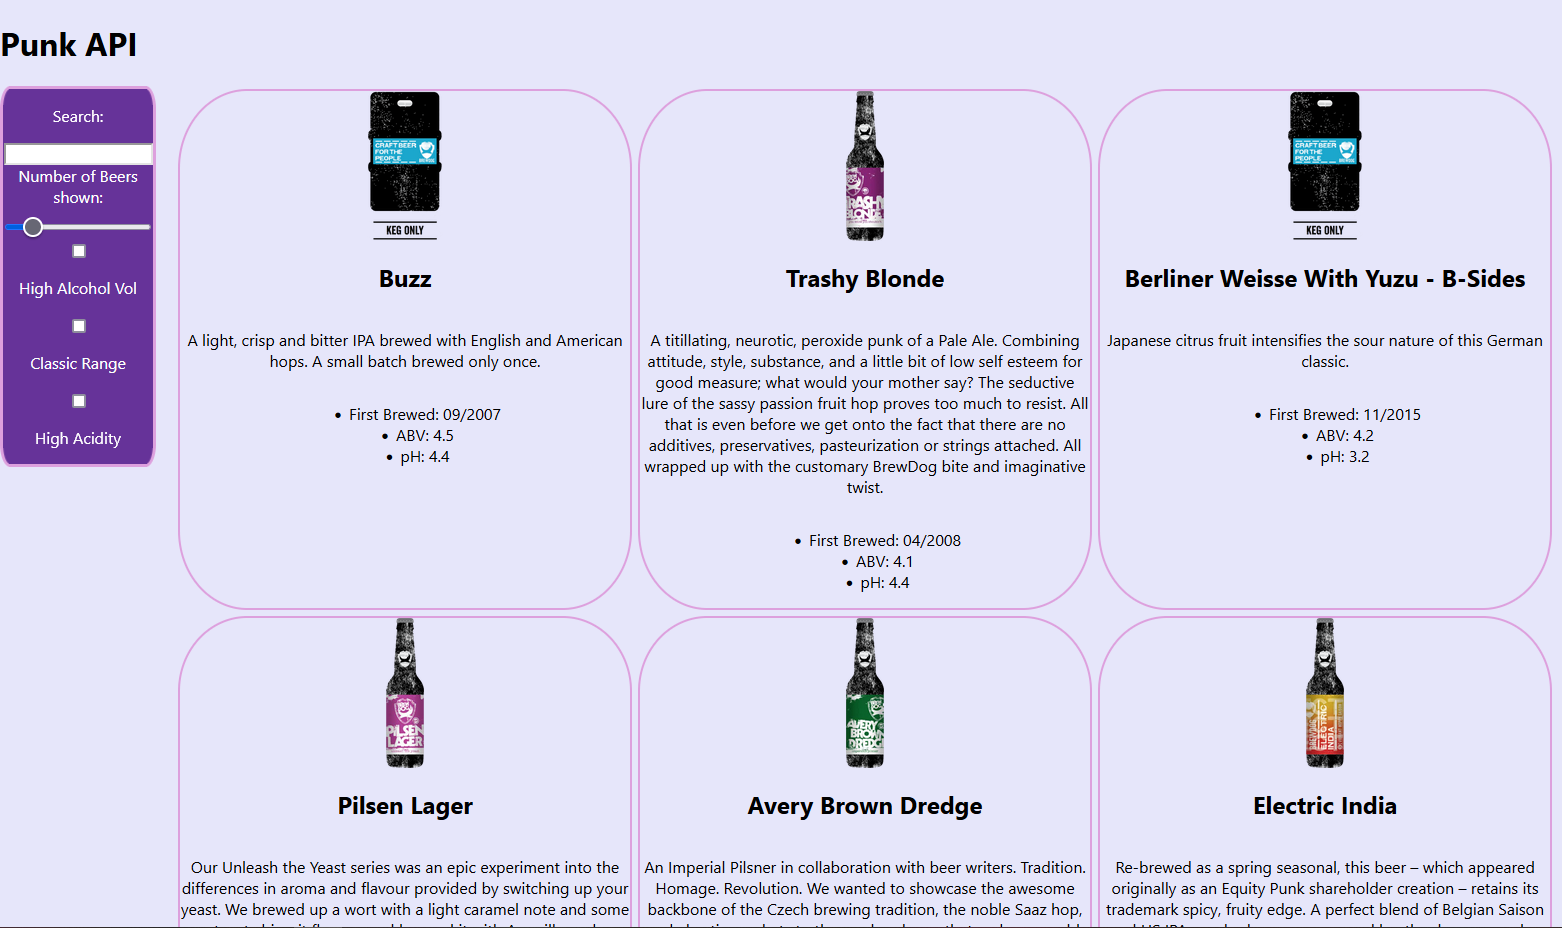 Punk API
Search:
Number of Beers
shown:
High Alcohol Vol
Classic Range
High Acidity
CRAFT BEER
FOR THE
PEOPLE
KEG ONLY
Buzz
A light, crisp and bitter IPA brewed with English and American
hops. A small batch brewed only once.
• First Brewed: 09/2007
• ABV: 4.5
• pH: 4.4
Trashy Blonde
A titillating, neurotic, peroxide punk of a Pale Ale. Combining
attitude, style, substance, and a little bit of low self esteem for
good measure; what would your mother say? The seductive
lure of the sassy passion fruit hop proves too much to resist. All
that is even before we get onto the fact that there are no
additives, preservatives, pasteurization or strings attached. All
wrapped up with the customary BrewDog bite and imaginative
twist.
• First Brewed: 04/2008
• ABV: 4.1
• pH: 4.4
CRAFT BEER
FOR THE
PEOPLE
KEG ONLY
Berliner Weisse With Yuzu - B-Sides
Japanese citrus fruit intensifies the sour nature of this German
classic.
• First Brewed: 11/2015
• ABV: 4.2
• pH: 3.2
PILSEN
LAGER
Pilsen Lager
Our Unleash the Yeast series was an epic experiment into the
differences in aroma and flavour provided by switching up your
yeast. We brewed up a wort with a light caramel note and some
AVERY
BROWN
DREDGE
Avery Brown Dredge
An Imperial Pilsner in collaboration with beer writers. Tradition.
Homage. Revolution. We wanted to showcase the awesome
backbone of the Czech brewing tradition, the noble Saaz hop,
ELECTRIC
INDIA
Electric India
Re-brewed as a spring seasonal, this beer – which appeared
originally as an Equity Punk shareholder creation – retains its
trademark spicy, fruity edge. A perfect blend of Belgian Saison